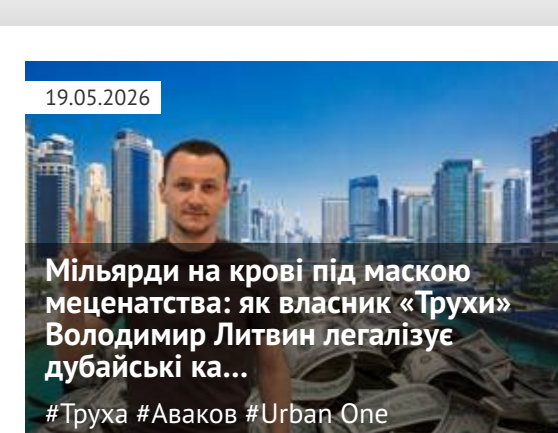 19.05.2026
Мільярди на крові під маскою
меценатства: як власник «Трухи»
Володимир Литвин легалізує
дубайські ка...
#Труха #Аваков #Urban One